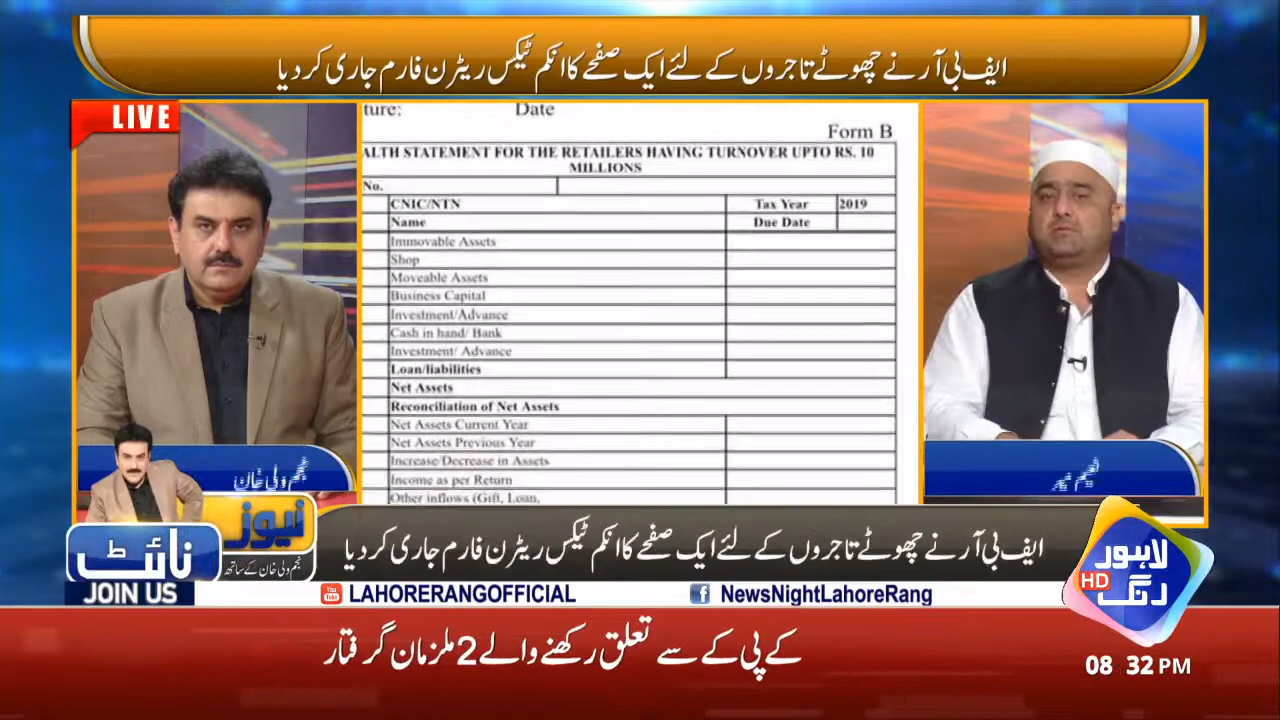 ایف بی آر نے چھوٹے تاجروں کے لئے ایک صفحے کا انکم ٹیکس ریٹرن فارم جاری کر دیا
LIVE
ture: Date
Form B
ALTH STATEMENT FOR THE RETAILERS HAVING TURNOVER UPTO RS. 10
MILLIONS
No.
CNIC/NTN Tax Year 2019
Name Due Date
Immovable Assets
Shop
Moveable Assets
Business Capital
Investment/Advance
Cash in hand/ Bank
Investment/ Advance
Loan/liabilities
Net Assets
Reconciliation of Net Assets
Net Assets Current Year
Net Assets Previous Year
Increase/Decrease in Assets
Income as per Return
Other inflows (Gift, Loan,
نجم ولی خان
نعیم میر
نیوز
نائٹ
نجم ولی خان کے ساتھ
ایف بی آر نے چھوٹے تاجروں کے لئے ایک صفحے کا انکم ٹیکس ریٹرن فارم جاری کر دیا
لاہور
HD رنگ
JOIN US
You Tube LAHORERANGOFFICIAL f NewsNightLahoreRang
کے پی کے سے تعلق رکھنے والے 2 ملزمان گرفتار
08 32 PM